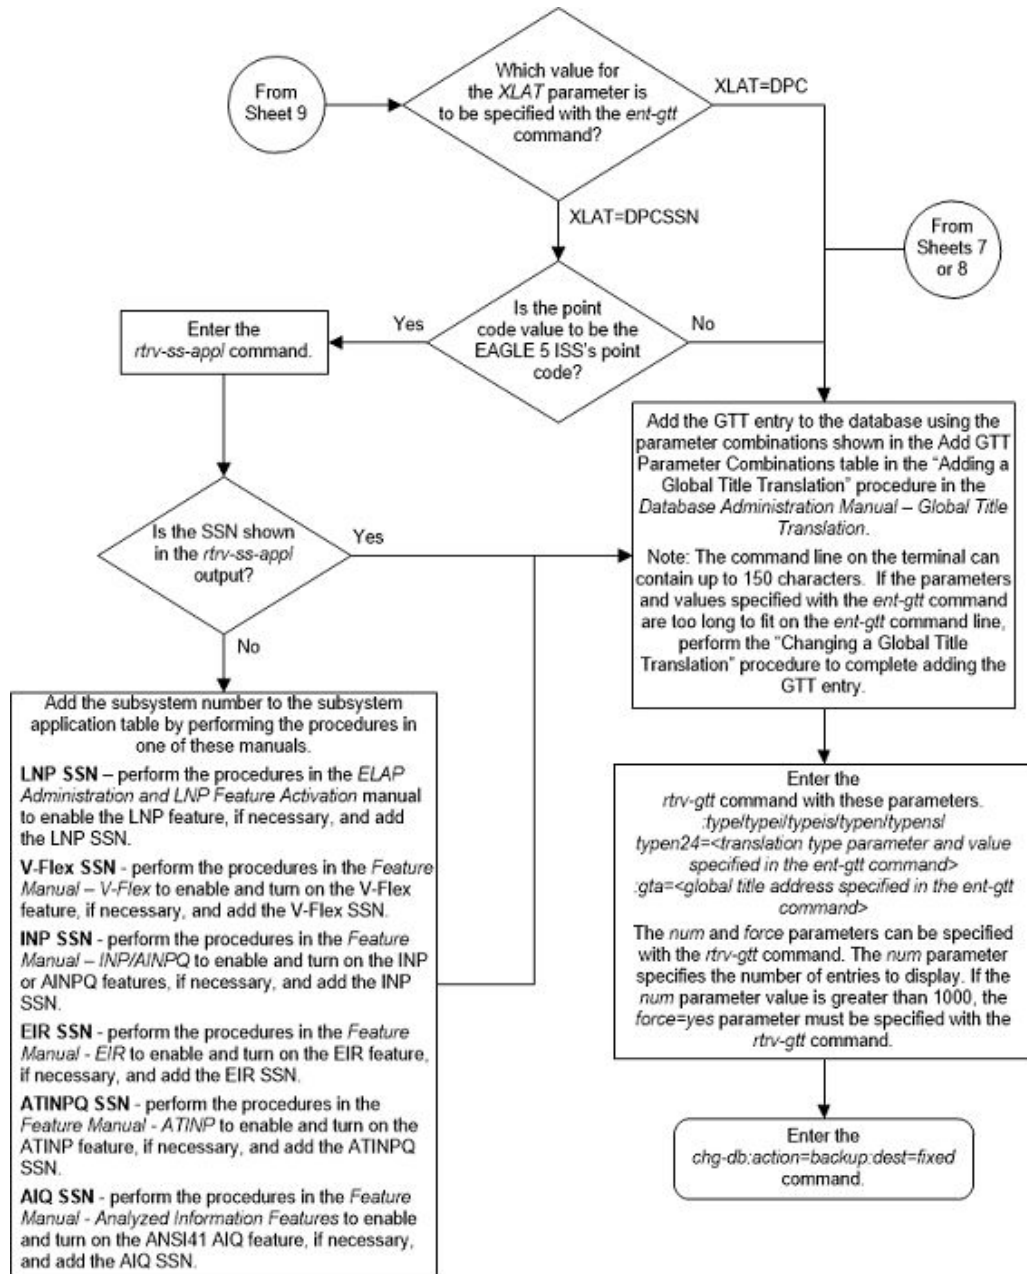 From
Sheet 9
Which value for
the XLAT parameter is
to be specified with the ent-gtt
command?
XLAT=DPC
XLAT=DPCSSN
From
Sheets 7
or 8
Is the point
code value to be the
EAGLE 5 ISS's point
code?
Yes
No
Enter the
rtrv-ss-appl command.
Is the SSN shown
in the rtrv-ss-appl
output?
Yes
No
Add the GTT entry to the database using the
parameter combinations shown in the Add GTT
Parameter Combinations table in the “Adding a
Global Title Translation” procedure in the
Database Administration Manual – Global Title
Translation.
Note: The command line on the terminal can
contain up to 150 characters. If the parameters
and values specified with the ent-gtt command
are too long to fit on the ent-gtt command line,
perform the “Changing a Global Title
Translation” procedure to complete adding the
GTT entry.
Add the subsystem number to the subsystem
application table by performing the procedures in
one of these manuals.
LNP SSN – perform the procedures in the ELAP
Administration and LNP Feature Activation manual
to enable the LNP feature, if necessary, and add
the LNP SSN.
V-Flex SSN - perform the procedures in the Feature
Manual – V-Flex to enable and turn on the V-Flex
feature, if necessary, and add the V-Flex SSN.
INP SSN - perform the procedures in the Feature
Manual – INP/AINPQ to enable and turn on the INP
or AINPQ features, if necessary, and add the INP
SSN.
EIR SSN - perform the procedures in the Feature
Manual - EIR to enable and turn on the EIR feature,
if necessary, and add the EIR SSN.
ATINPQ SSN - perform the procedures in the
Feature Manual - ATINP to enable and turn on the
ATINP feature, if necessary, and add the ATINPQ
SSN.
AIQ SSN - perform the procedures in the Feature
Manual - Analyzed Information Features to enable
and turn on the ANSI41 AIQ feature, if necessary,
and add the AIQ SSN.
Enter the
rtrv-gtt command with these parameters.
:type/typei/typeis/typen/typens/
typen24=<translation type parameter and value
specified in the ent-gtt command>
:gta=<global title address specified in the ent-gtt
command>
The num and force parameters can be specified
with the rtrv-gtt command. The num parameter
specifies the number of entries to display. If the
num parameter value is greater than 1000, the
force=yes parameter must be specified with the
rtrv-gtt command.
Enter the
chg-db:action=backup:dest=fixed
command.